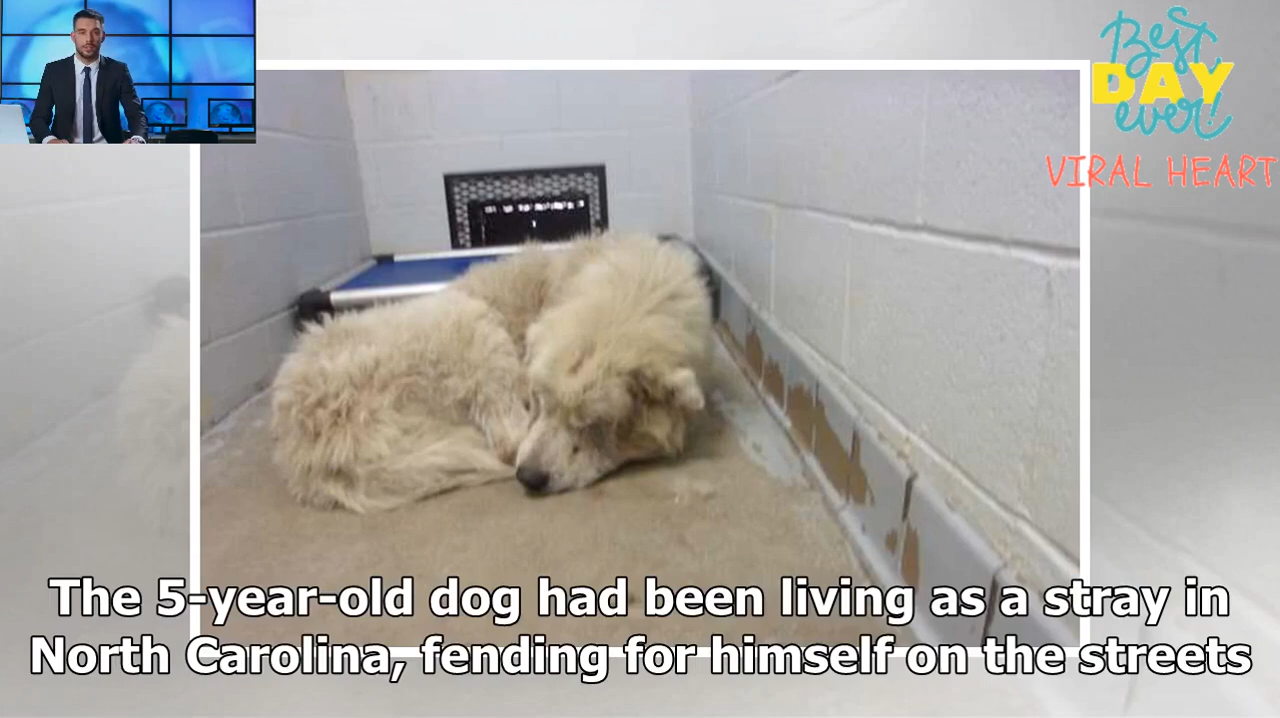 Best
DAY
ever!
VIRAL HEART
The 5-year-old dog had been living as a stray in
North Carolina, fending for himself on the streets